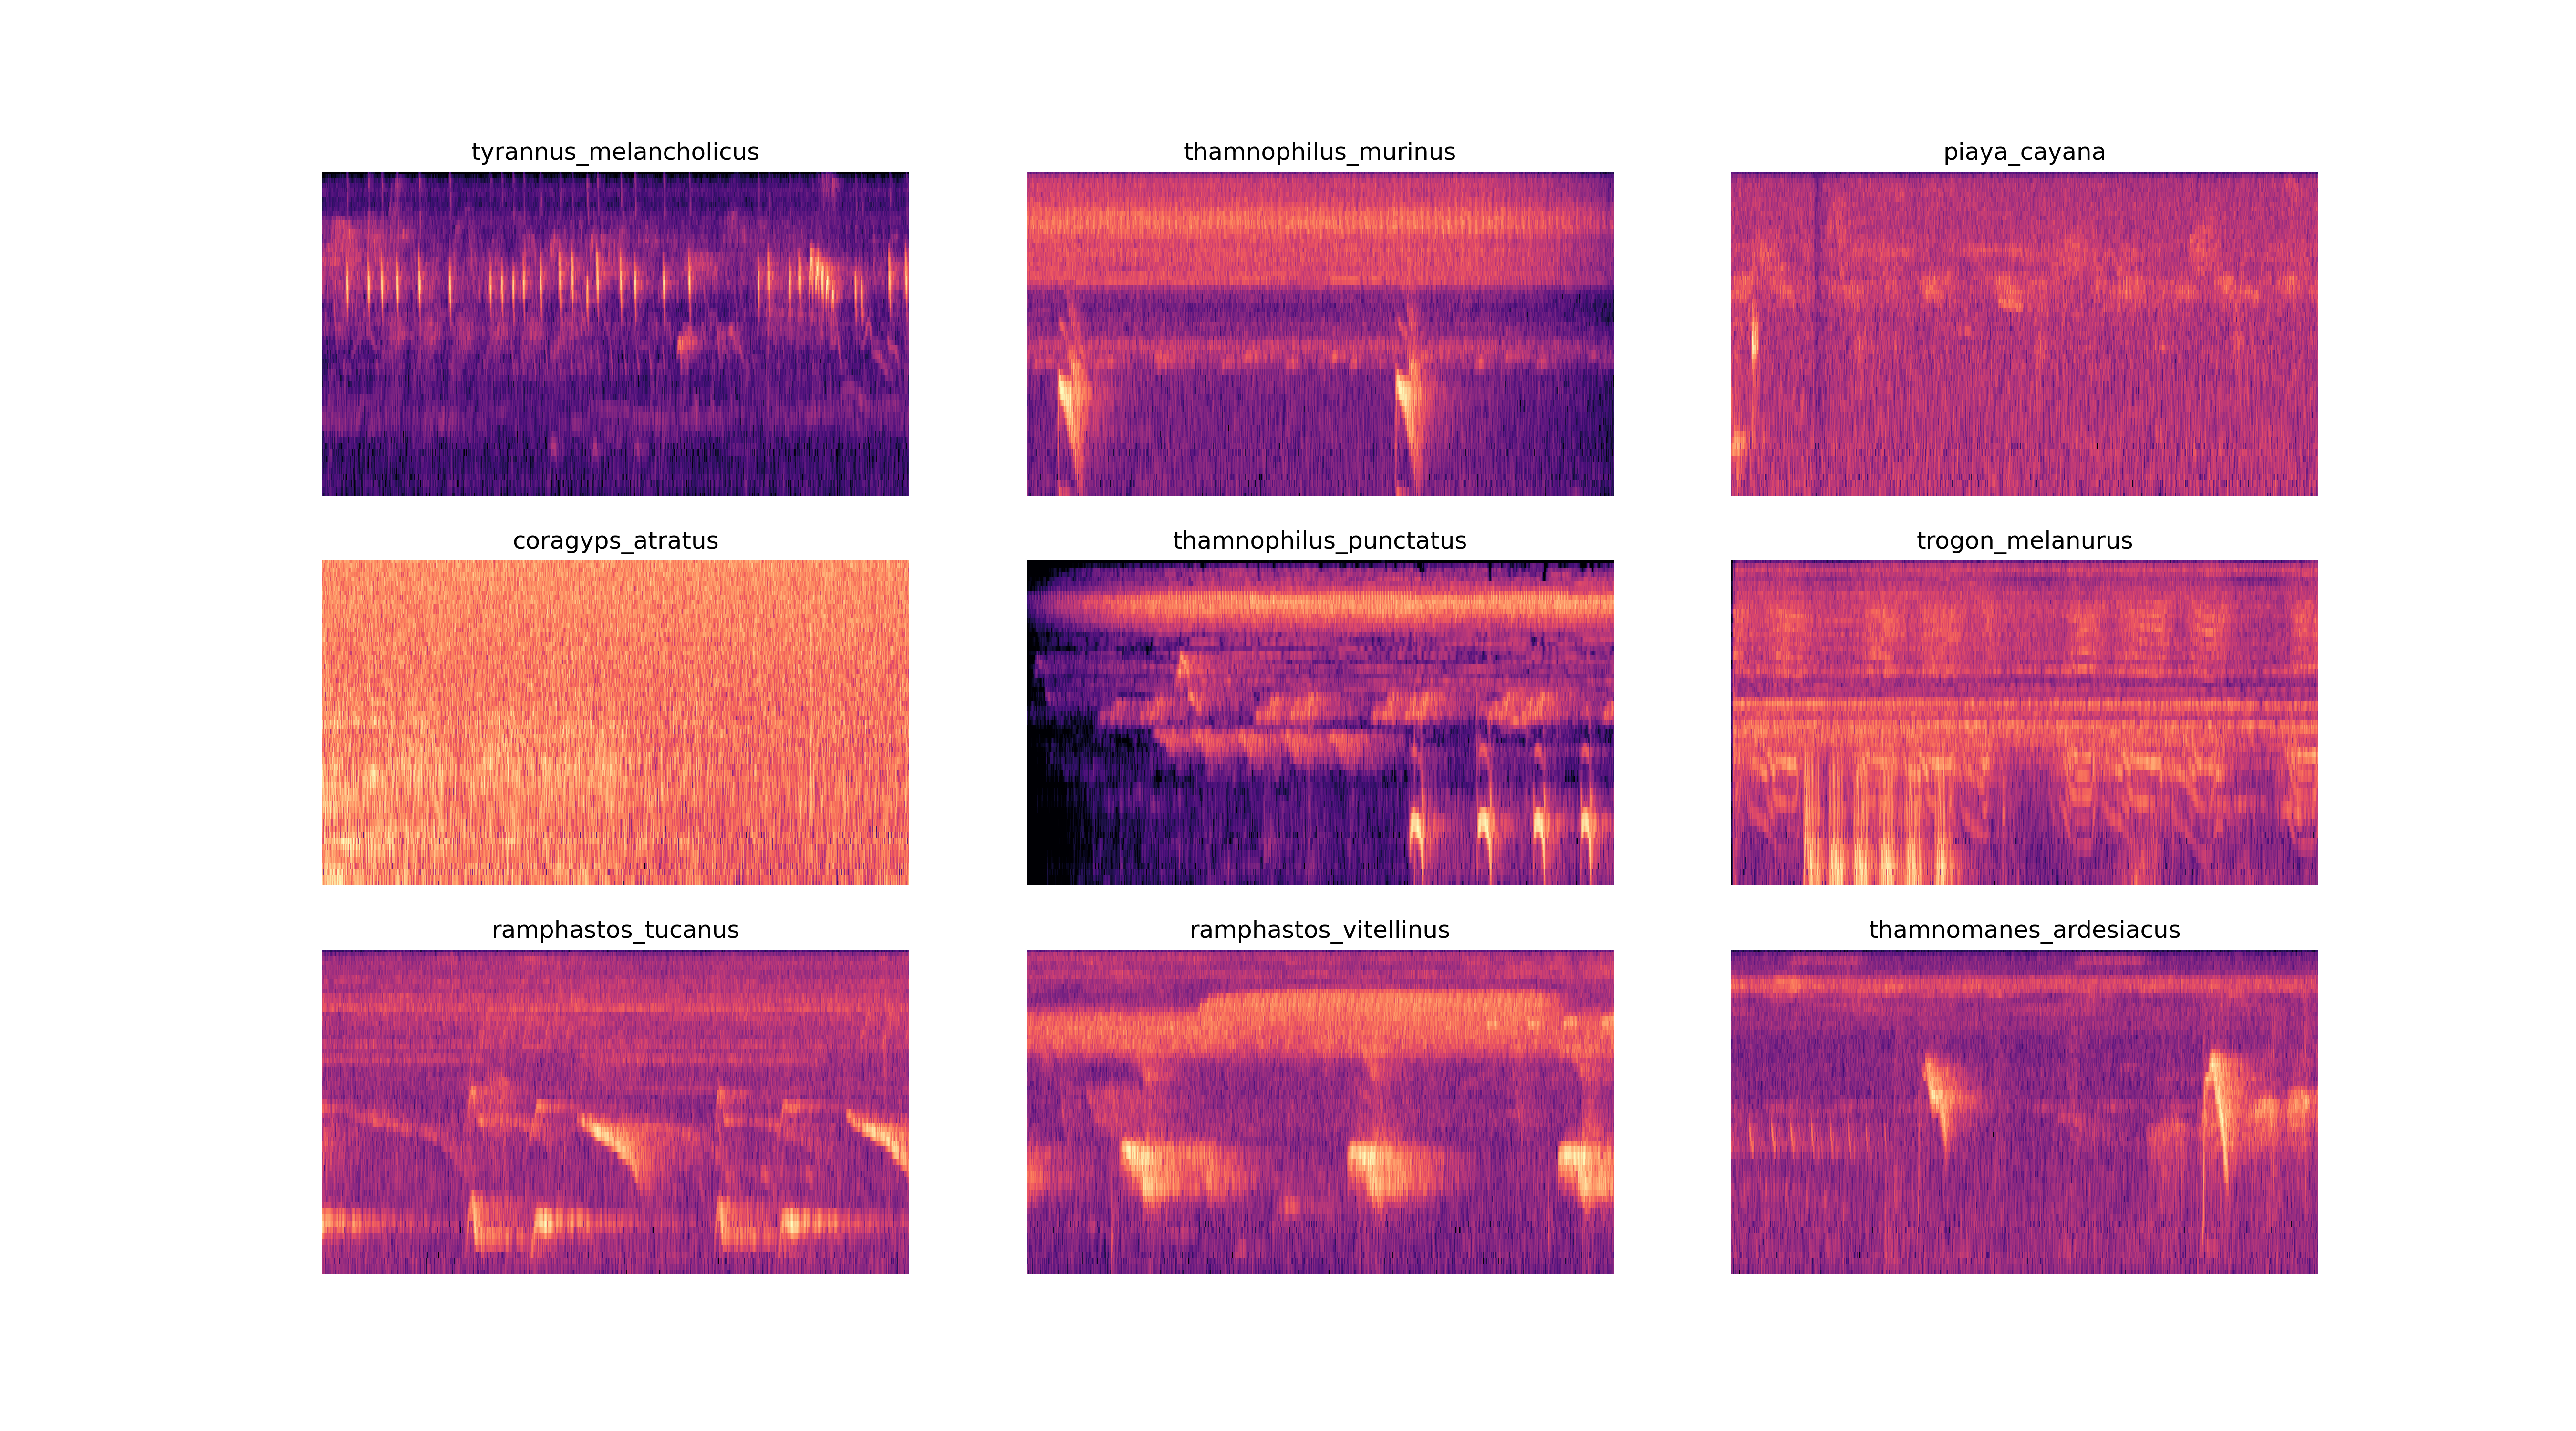 tyrannus_melancholicus
thamnophilus_murinus
piaya_cayana
coragyps_atratus
thamnophilus_punctatus
trogon_melanurus
ramphastos_tucanus
ramphastos_vitellinus
thamnomanes_ardesiacus